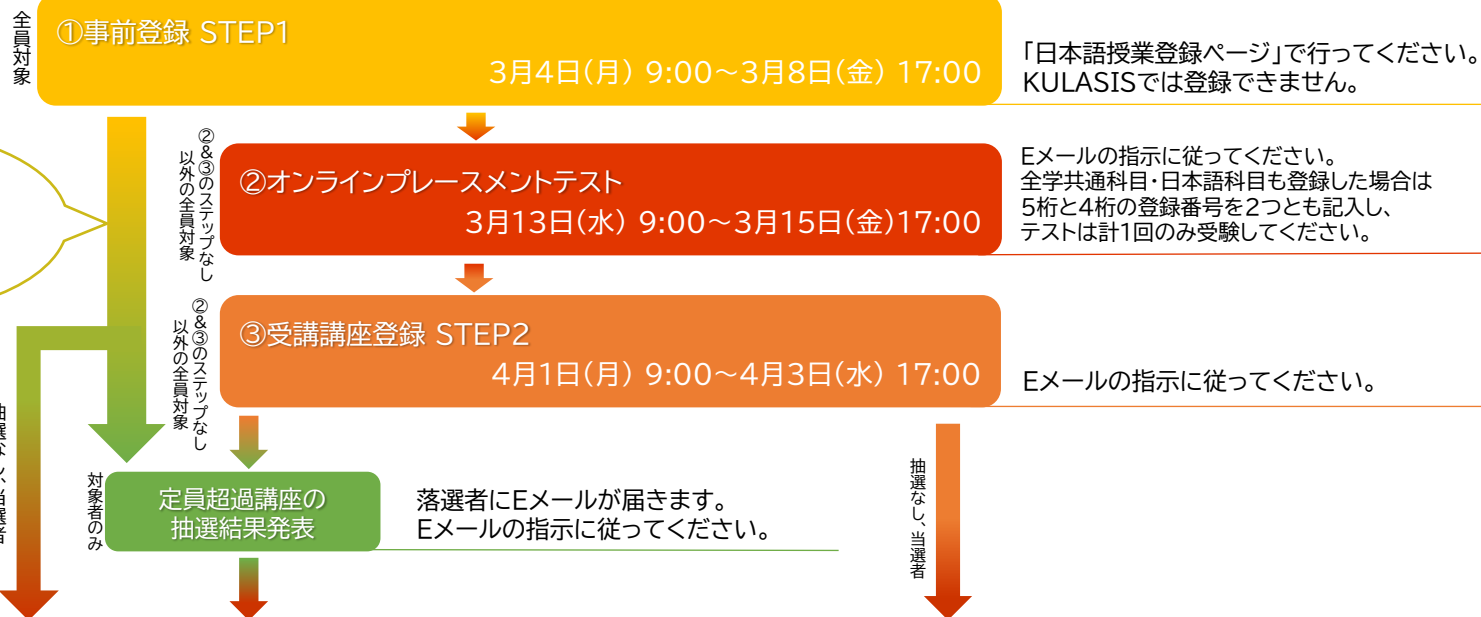 全員対象
①事前登録 STEP1
3月4日(月) 9:00～3月8日(金) 17:00
「日本語授業登録ページ」で行ってください。
KULASISでは登録できません。
②&③のステップなし
以外の全員対象
②オンラインプレースメントテスト
3月13日(水) 9:00～3月15日(金)17:00
Eメールの指示に従ってください。
全学共通科目・日本語科目も登録した場合は
5桁と4桁の登録番号を2つとも記入し、
テストは計1回のみ受験してください。
②&③のステップなし
以外の全員対象
③受講講座登録 STEP2
4月1日(月) 9:00～4月3日(水) 17:00
Eメールの指示に従ってください。
抽選なし、当選者
対象者のみ
定員超過講座の
抽選結果発表
落選者にEメールが届きます。
Eメールの指示に従ってください。
抽選なし、当選者